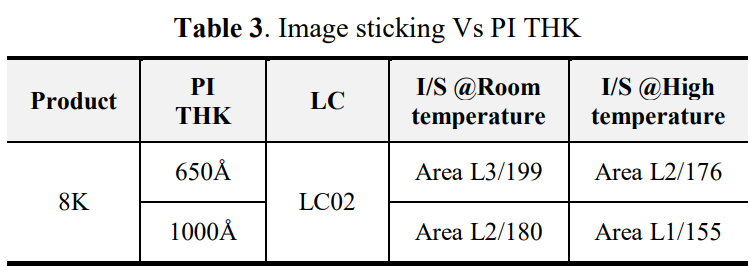 Table 3. Image sticking Vs PI THK
Product PI THK LC I/S @Room temperature I/S @High temperature
8K 650Å LC02 Area L3/199 Area L2/176
1000Å Area L2/180 Area L1/155